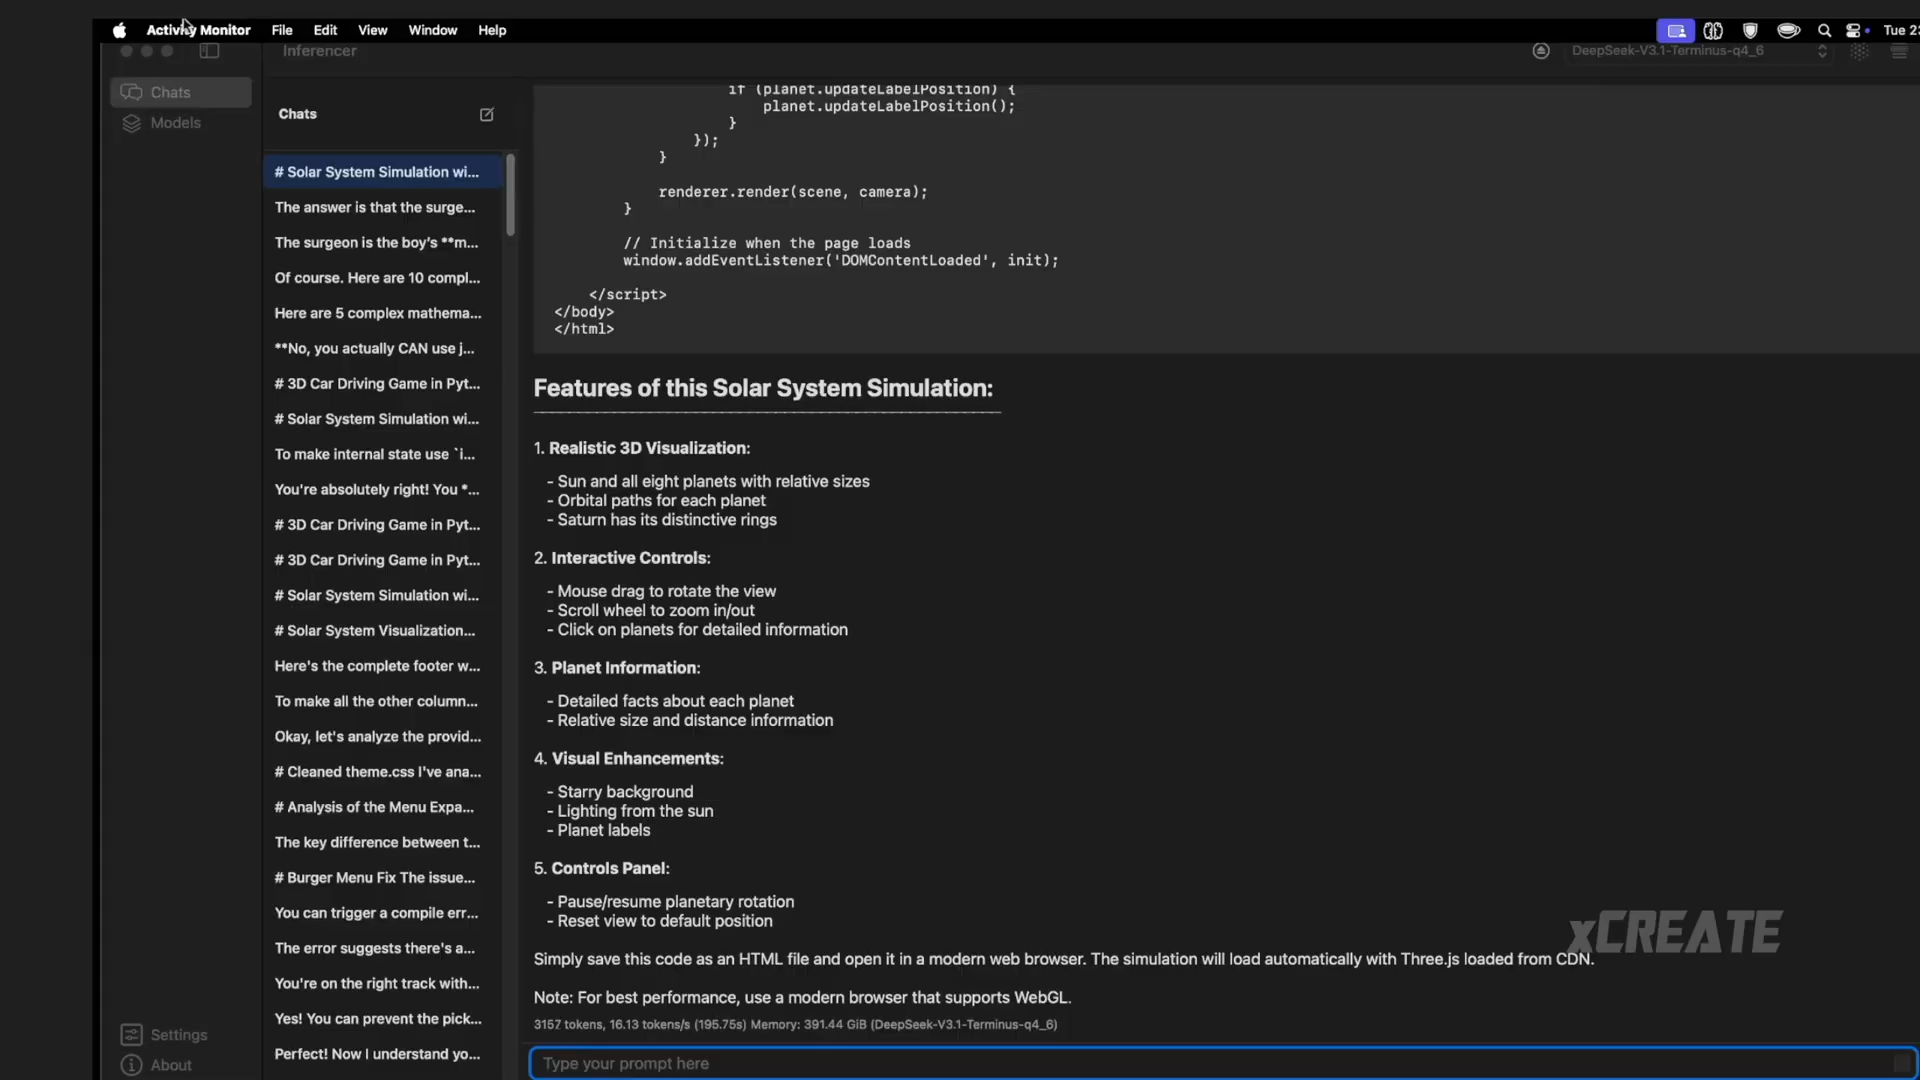 Activity Monitor File Edit View Window Help
Tue 23
Inferencer
DeepSeek-V3.1-Terminus-q4_6
Chats
Models
Chats
# Solar System Simulation wi...
The answer is that the surge...
The surgeon is the boy's **m...
Of course. Here are 10 compl...
Here are 5 complex mathema...
**No, you actually CAN use j...
# 3D Car Driving Game in Pyt...
# Solar System Simulation wi...
To make internal state use `i...
You're absolutely right! You *...
# 3D Car Driving Game in Pyt...
# 3D Car Driving Game in Pyt...
# Solar System Simulation wi...
# Solar System Visualization...
Here's the complete footer w...
To make all the other column...
Okay, let's analyze the provid...
# Cleaned theme.css I've ana...
# Analysis of the Menu Expa...
The key difference between t...
# Burger Menu Fix The issue...
You can trigger a compile err...
The error suggests there's a...
You're on the right track with...
Yes! You can prevent the pick...
Perfect! Now I understand yo...
Settings
About
if (planet.updateLabelPosition) {
planet.updateLabelPosition();
}
});
}
renderer.render(scene, camera);
}
// Initialize when the page loads
window.addEventListener('DOMContentLoaded', init);
</script>
</body>
</html>
Features of this Solar System Simulation:
1. Realistic 3D Visualization:
- Sun and all eight planets with relative sizes
- Orbital paths for each planet
- Saturn has its distinctive rings
2. Interactive Controls:
- Mouse drag to rotate the view
- Scroll wheel to zoom in/out
- Click on planets for detailed information
3. Planet Information:
- Detailed facts about each planet
- Relative size and distance information
4. Visual Enhancements:
- Starry background
- Lighting from the sun
- Planet labels
5. Controls Panel:
- Pause/resume planetary rotation
- Reset view to default position
Simply save this code as an HTML file and open it in a modern web browser. The simulation will load automatically with Three.js loaded from CDN.
Note: For best performance, use a modern browser that supports WebGL.
3157 tokens, 16.13 tokens/s (195.75s) Memory: 391.44 GiB (DeepSeek-V3.1-Terminus-q4_6)
Type your prompt here
xCREATE